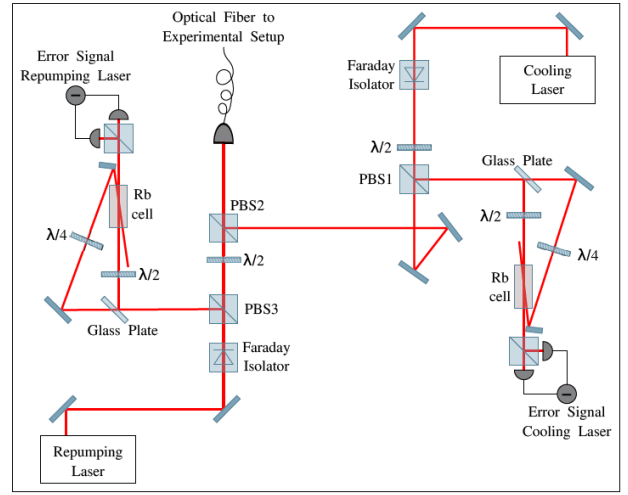 Optical Fiber to
Experimental Setup
Error Signal
Repumping Laser
Faraday
Isolator
Cooling
Laser
λ/2
PBS1
Glass Plate
Rb
cell
PBS2
λ/2
λ/4
λ/4
λ/2
λ/2
Rb
cell
PBS3
Glass Plate
Faraday
Isolator
Error Signal
Cooling Laser
Repumping
Laser